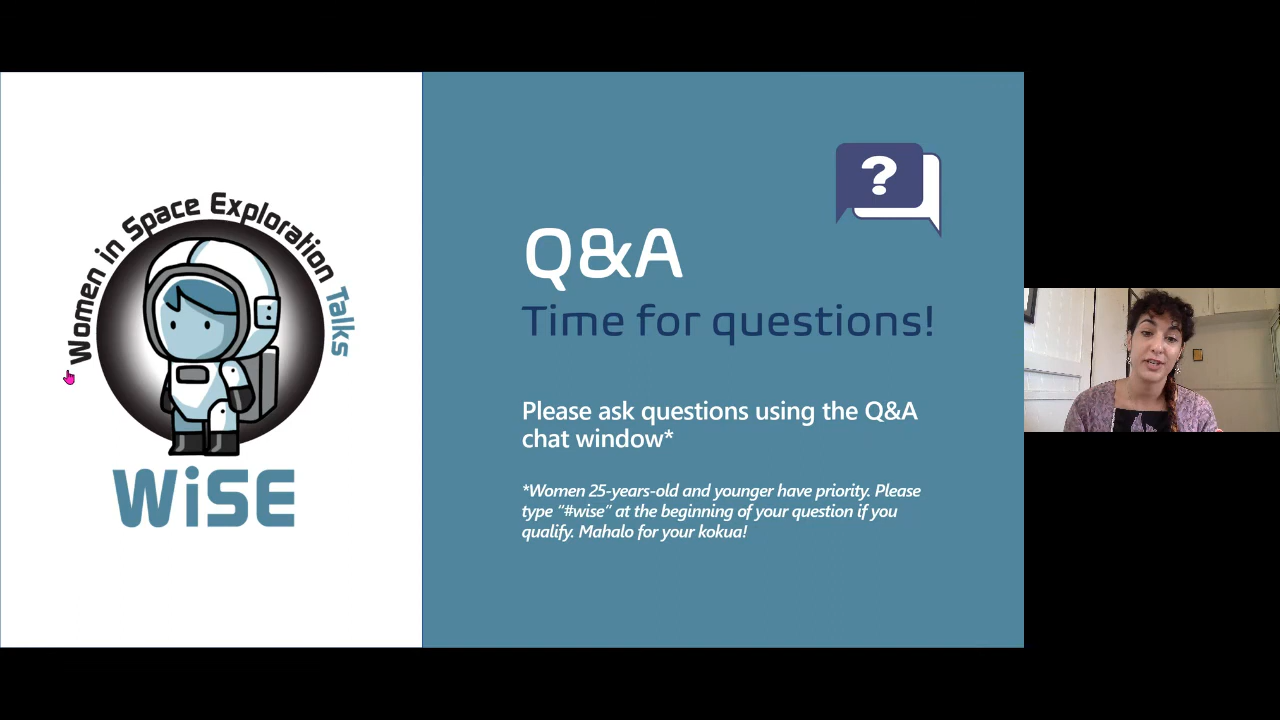 Women in Space Exploration Talks
WiSE
?
Q&A
Time for questions!
Please ask questions using the Q&A
chat window*
*Women 25-years-old and younger have priority. Please
type “#wise” at the beginning of your question if you
qualify. Mahalo for your kokua!